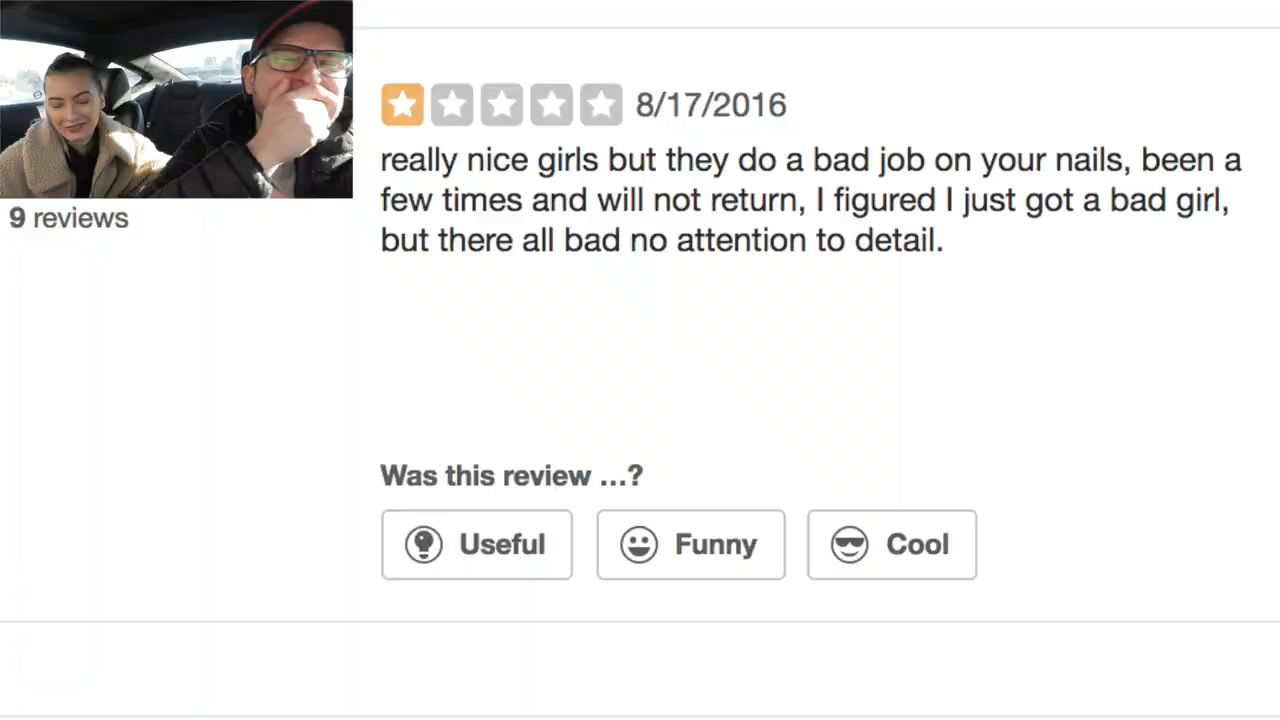 8/17/2016
really nice girls but they do a bad job on your nails, been a
few times and will not return, I figured I just got a bad girl,
but there all bad no attention to detail.
9 reviews
Was this review ...?
Useful
Funny
Cool